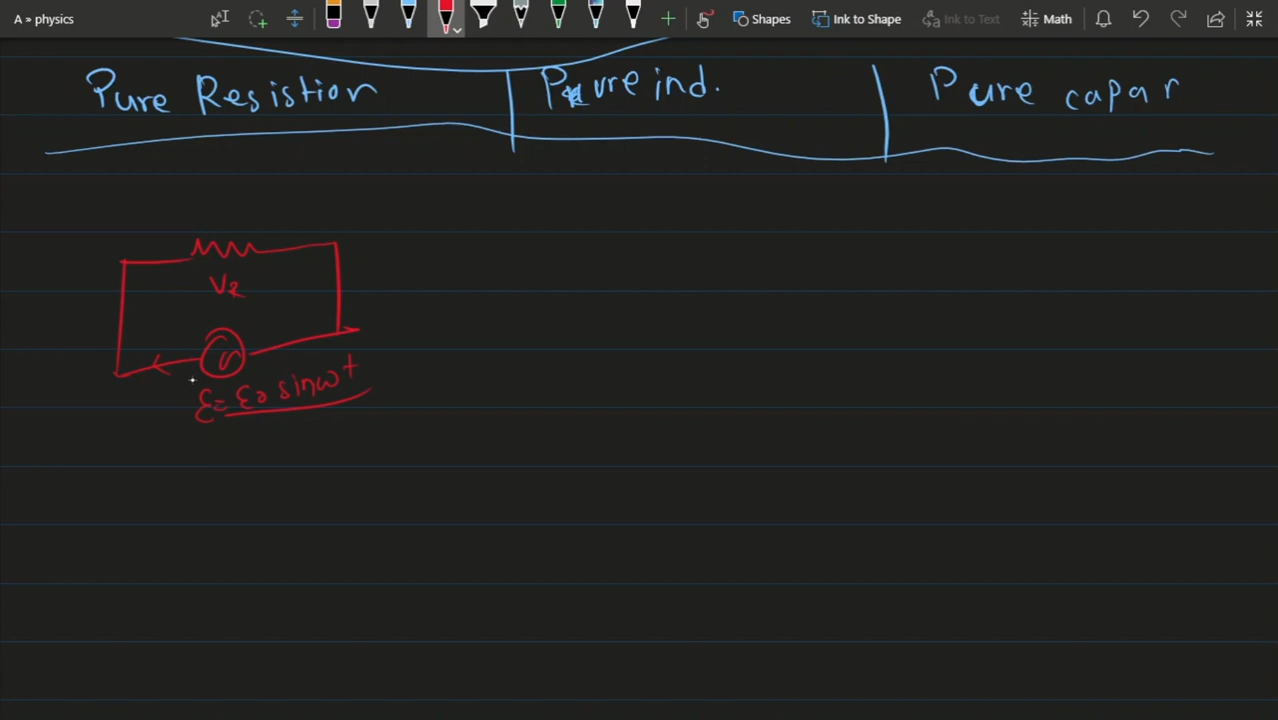 A » physics
Shapes
Ink to Shape
Ink to Text
Math
Pure Resistion
Pure ind.
Pure capar
VR
ε = ε0 sinωt